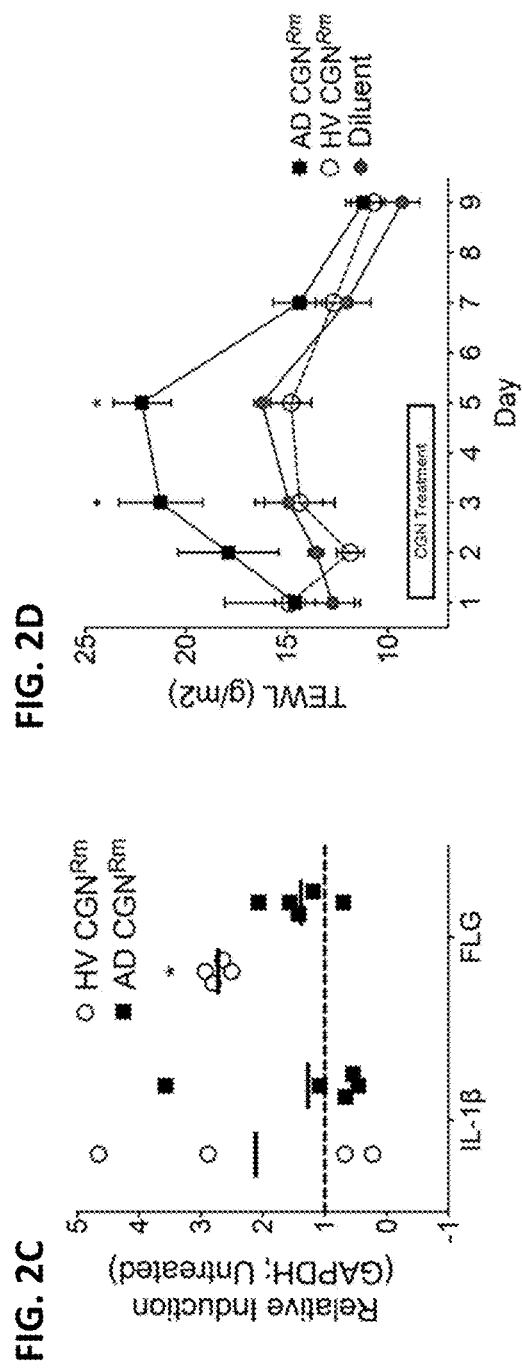 FIG. 2C
HV CGN^Rm
AD CGN^Rm
Relative Induction
(GAPDH; Untreated)
5
4
3
2
1
0
-1
*
IL-1β
FLG
FIG. 2D
TEWL (g/m2)
25
20
15
10
*
*
CGN Treatment
1
2
3
4
5
6
7
8
9
Day
AD CGN^Rm
HV CGN^Rm
Diluent